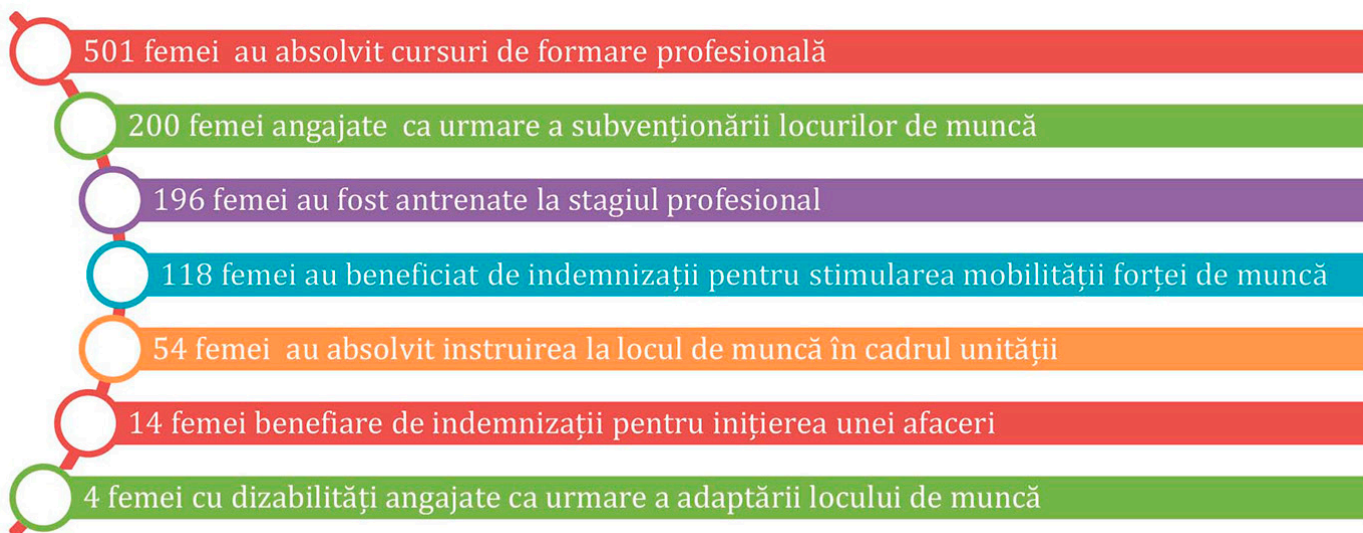 501 femei au absolvit cursuri de formare profesională
200 femei angajate ca urmare a subvenționării locurilor de muncă
196 femei au fost antrenate la stagiul profesional
118 femei au beneficiat de indemnizații pentru stimularea mobilității forței de muncă
54 femei au absolvit instruirea la locul de muncă în cadrul unității
14 femei benefiare de indemnizații pentru inițierea unei afaceri
4 femei cu dizabilități angajate ca urmare a adaptării locului de muncă